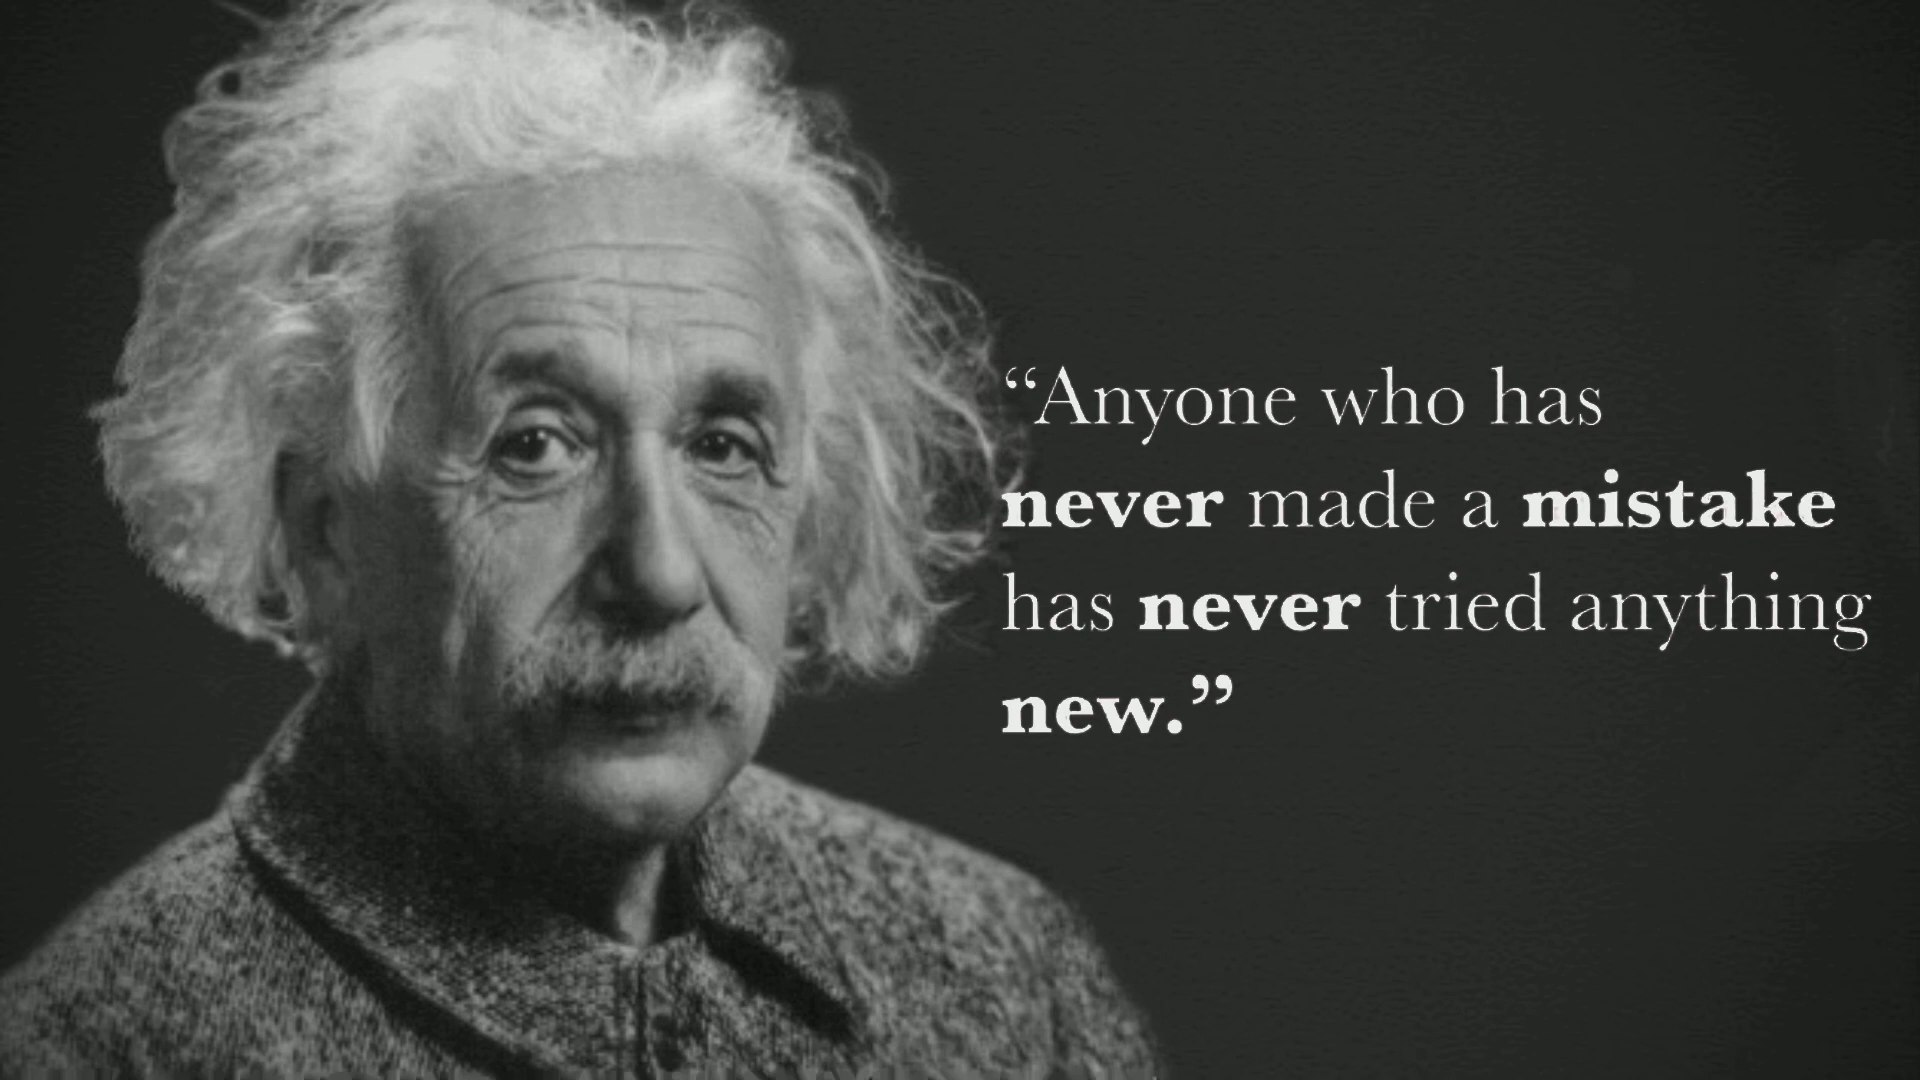 “Anyone who has
never made a mistake
has never tried anything
new.”